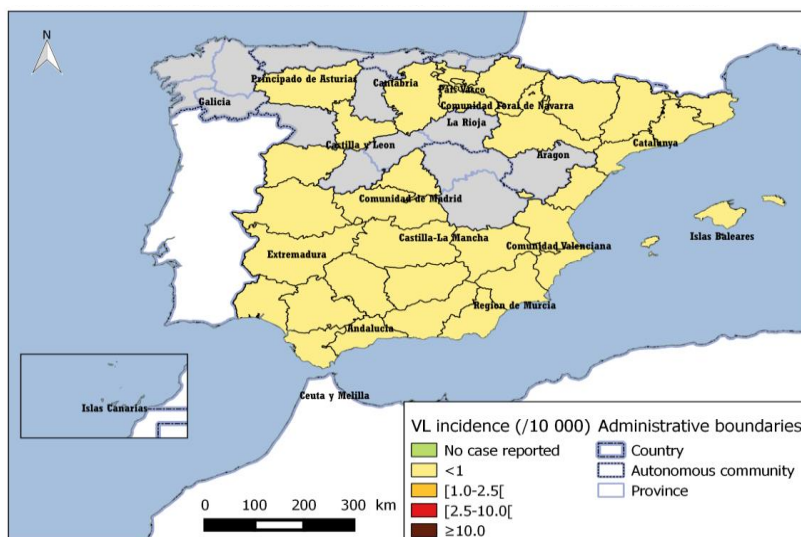 N
Principado de Asturias
Cantabria
Pais Vasco
Galicia
Comunidad Foral de Navarra
La Rioja
Castilla y Leon
Catalunya
Aragon
Comunidad de Madrid
Islas Baleares
Castilla-La Mancha
Comunidad Valenciana
Extremadura
Region de Murcia
Andalucia
Ceuta y Melilla
Islas Canarias
0 100 200 300 km
VL incidence (/10 000) Administrative boundaries
No case reported Country
<1 Autonomous community
[1.0-2.5[ Province
[2.5-10.0[
≥10.0